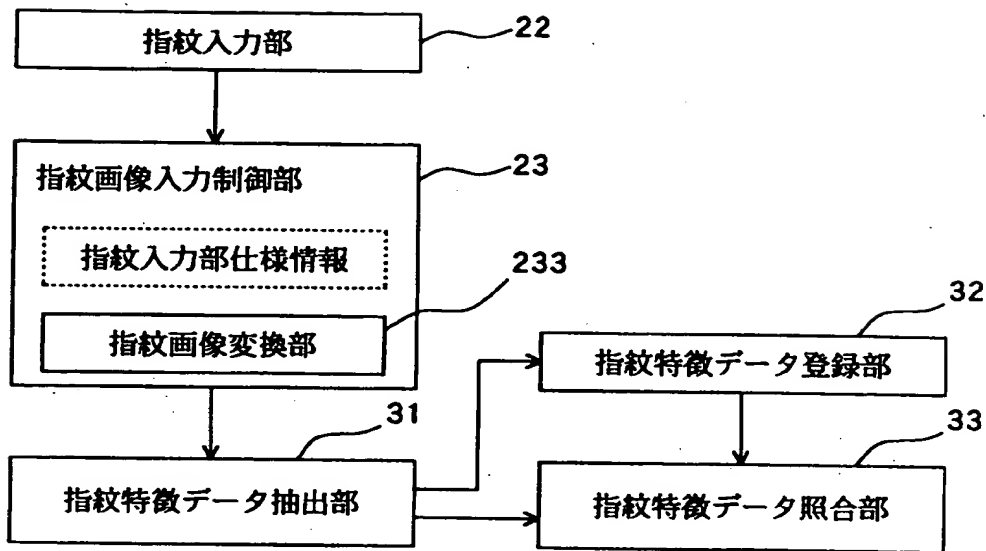 指紋入力部
22
指紋画像入力制御部
23
指紋入力部仕様情報
233
指紋画像変換部
32
指紋特徴データ登録部
31
33
指紋特徴データ抽出部
指紋特徴データ照合部